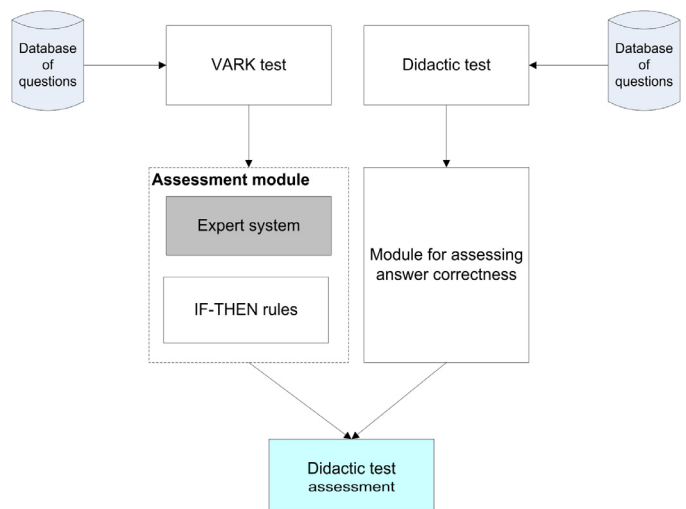 Database
of
questions
VARK test
Didactic test
Database
of
questions
Assessment module
Expert system
IF-THEN rules
Module for assessing
answer correctness
Didactic test
assessment